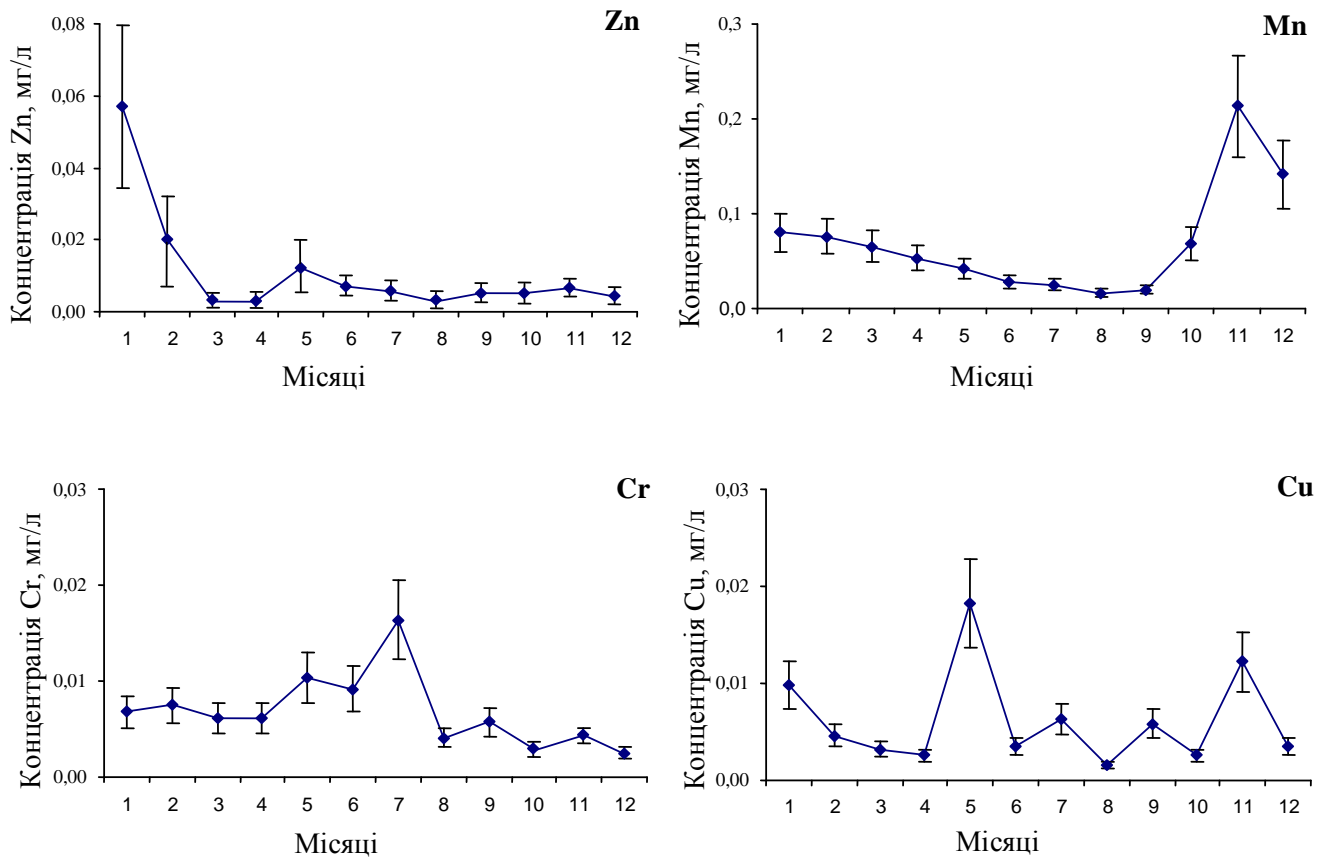 Zn
Концентрація Zn, мг/л
0,08
0,06
0,04
0,02
0,00
1 2 3 4 5 6 7 8 9 10 11 12
Місяці
Mn
Концентрація Mn, мг/л
0,3
0,2
0,1
0,0
1 2 3 4 5 6 7 8 9 10 11 12
Місяці
Cr
Концентрація Cr, мг/л
0,03
0,02
0,01
0,00
1 2 3 4 5 6 7 8 9 10 11 12
Місяці
Cu
Концентрація Cu, мг/л
0,03
0,02
0,01
0,00
1 2 3 4 5 6 7 8 9 10 11 12
Місяці